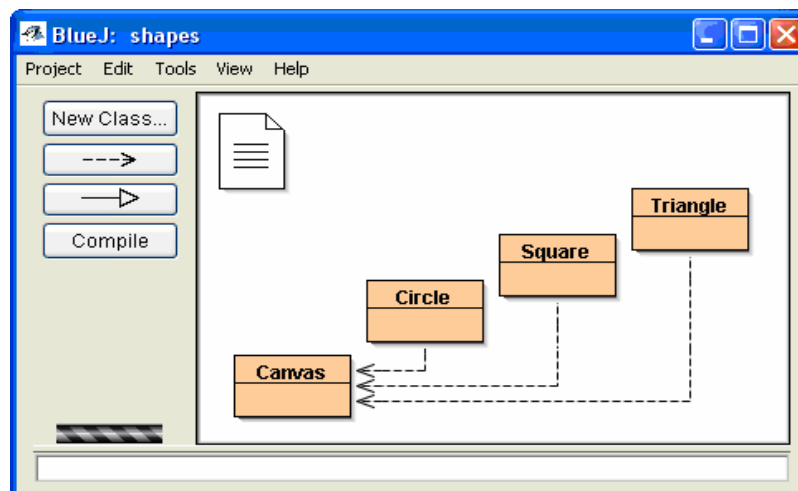 BlueJ: shapes
Project Edit Tools View Help
New Class...
Compile
Triangle
Square
Circle
Canvas